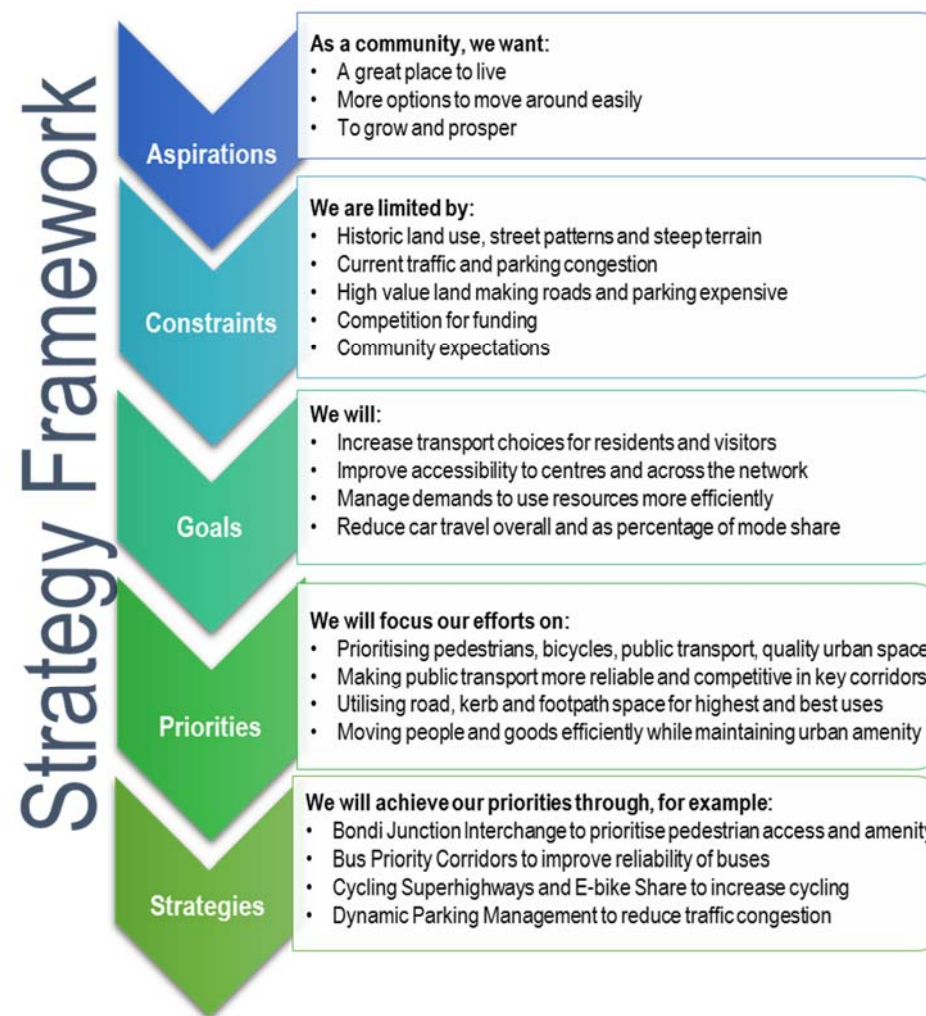 Strategy Framework
Aspirations
As a community, we want:
• A great place to live
• More options to move around easily
• To grow and prosper
Constraints
We are limited by:
• Historic land use, street patterns and steep terrain
• Current traffic and parking congestion
• High value land making roads and parking expensive
• Competition for funding
• Community expectations
Goals
We will:
• Increase transport choices for residents and visitors
• Improve accessibility to centres and across the network
• Manage demands to use resources more efficiently
• Reduce car travel overall and as percentage of mode share
Priorities
We will focus our efforts on:
• Prioritising pedestrians, bicycles, public transport, quality urban space
• Making public transport more reliable and competitive in key corridors
• Utilising road, kerb and footpath space for highest and best uses
• Moving people and goods efficiently while maintaining urban amenity
Strategies
We will achieve our priorities through, for example:
• Bondi Junction Interchange to prioritise pedestrian access and amenity
• Bus Priority Corridors to improve reliability of buses
• Cycling Superhighways and E-bike Share to increase cycling
• Dynamic Parking Management to reduce traffic congestion